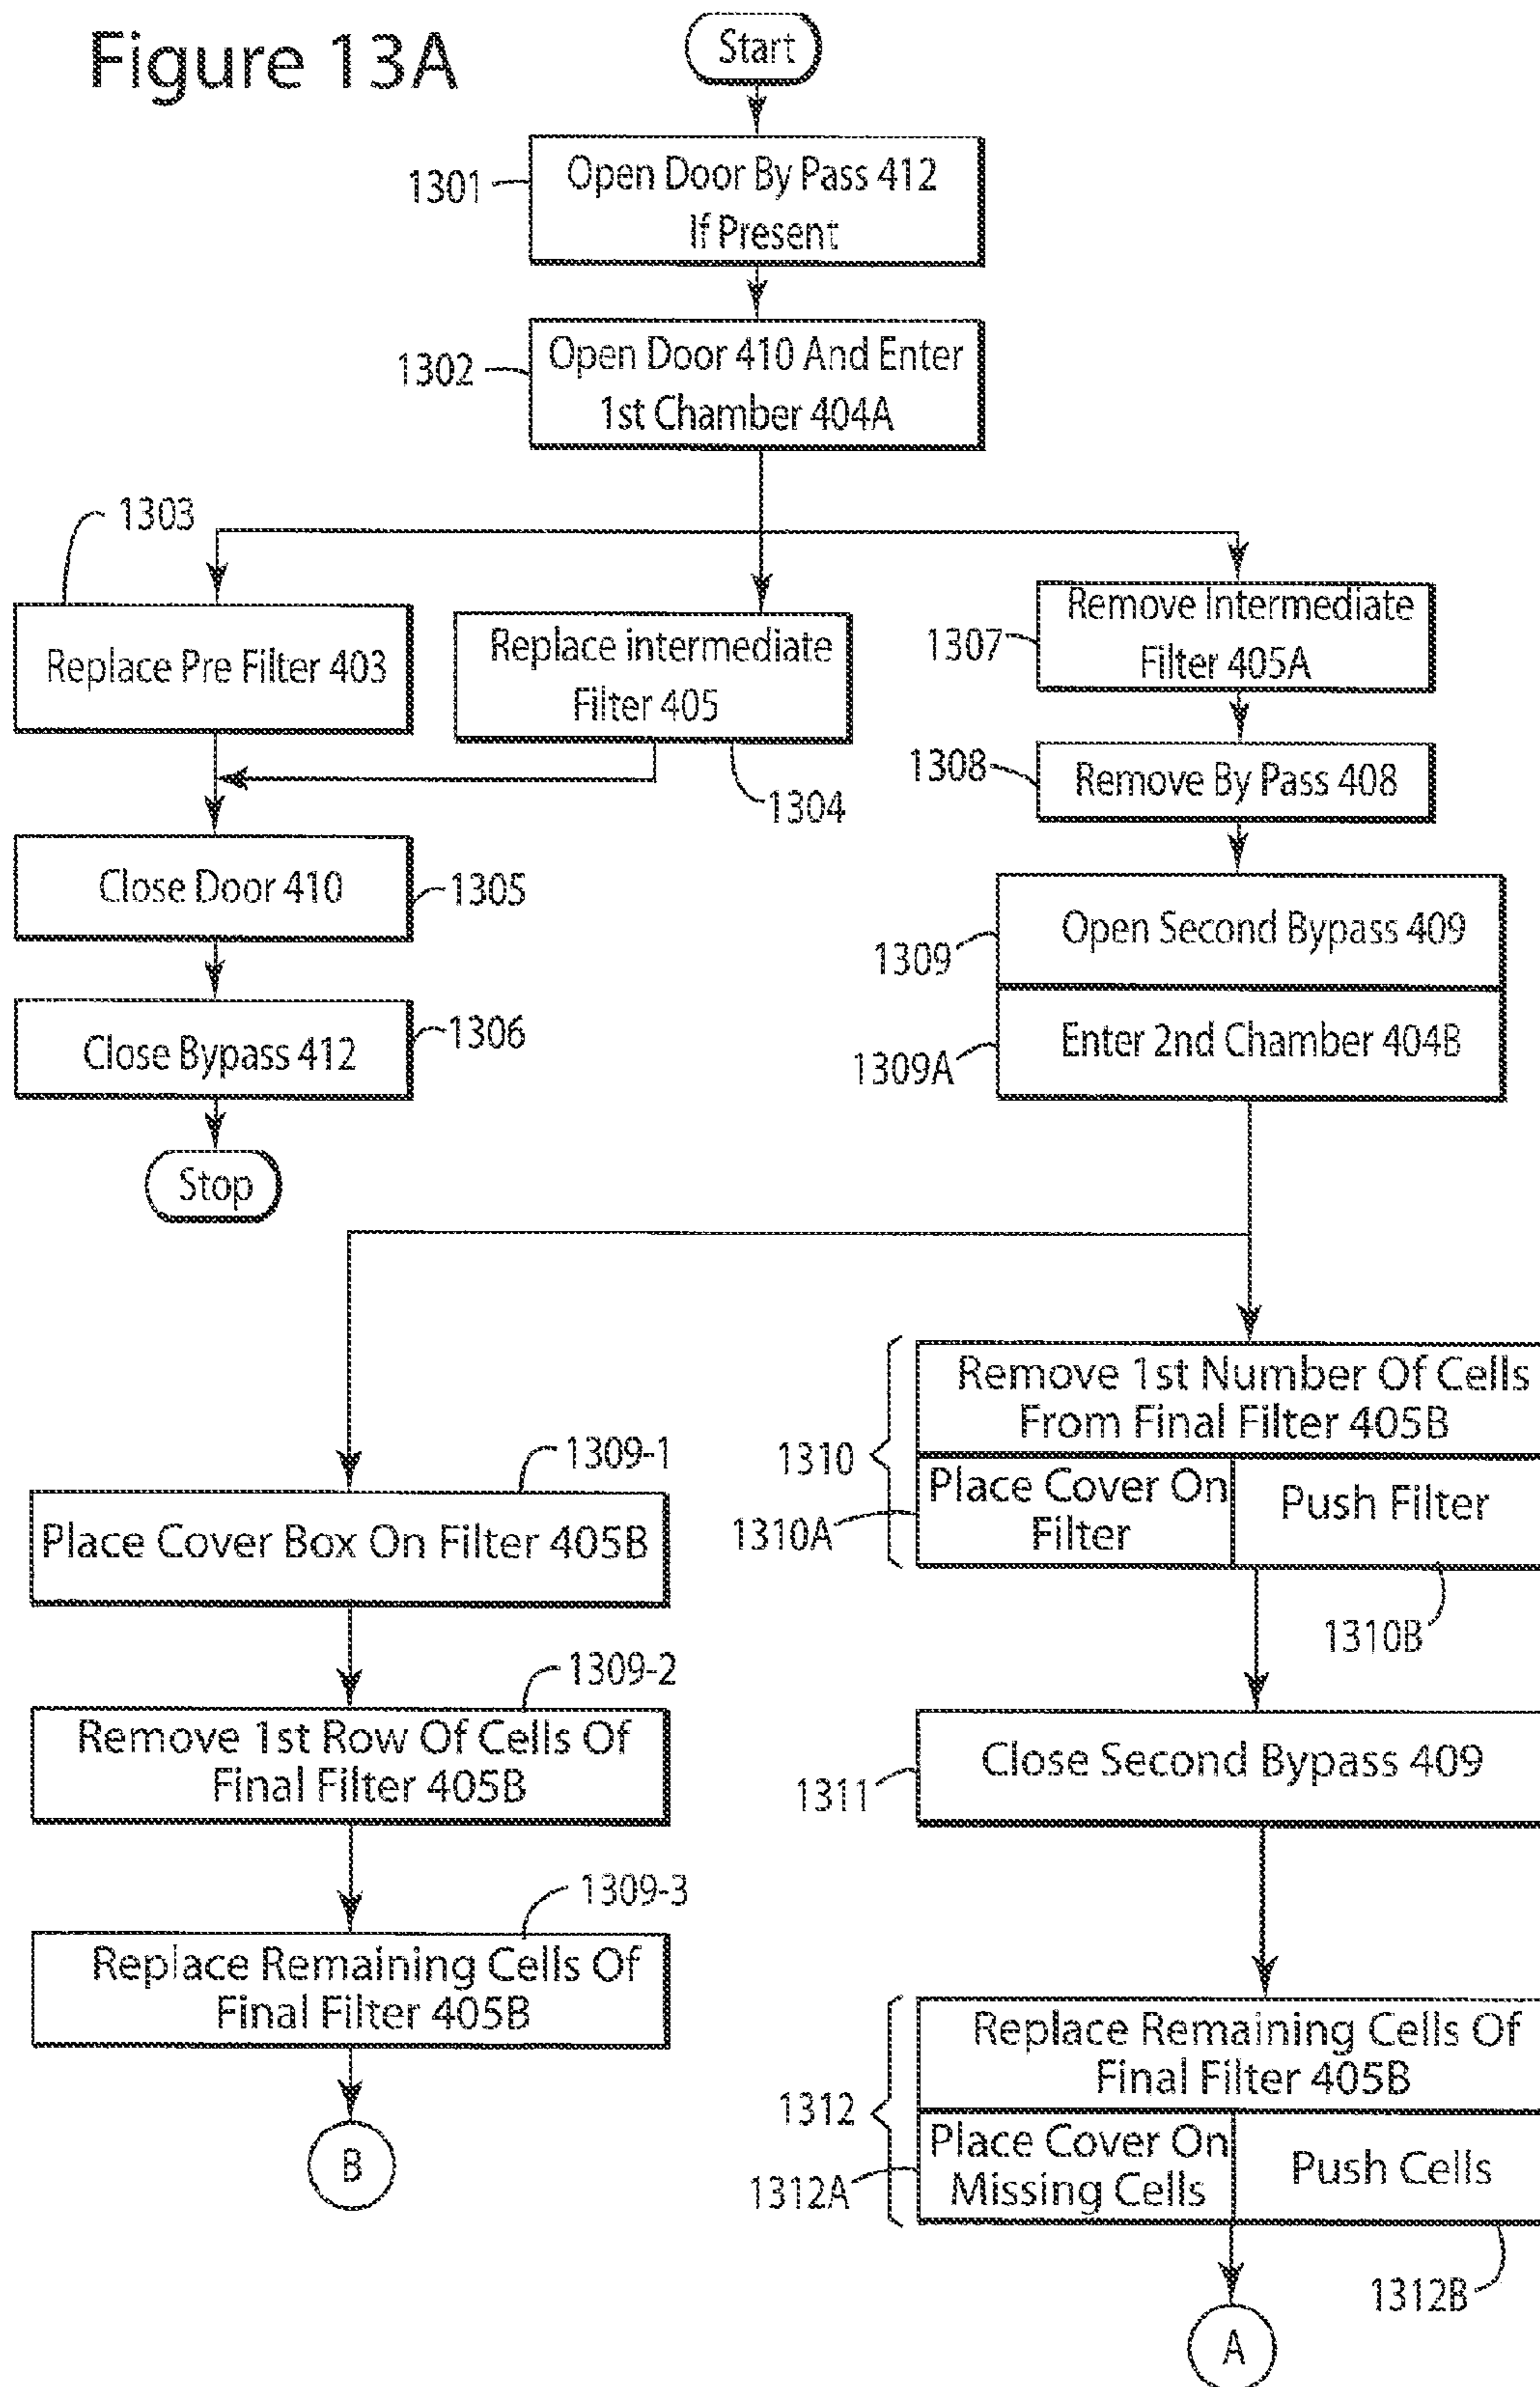 Figure 13A
Start
1301
Open Door By Pass 412
If Present
1302
Open Door 410 And Enter
1st Chamber 404A
1303
Replace Pre Filter 403
Replace intermediate
Filter 405
1304
1307
Remove Intermediate
Filter 405A
1308
Remove By Pass 408
Close Door 410
1305
1309
Open Second Bypass 409
Close Bypass 412
1306
1309A
Enter 2nd Chamber 404B
Stop
1309-1
Place Cover Box On Filter 405B
1309-2
Remove 1st Row Of Cells Of
Final Filter 405B
1309-3
Replace Remaining Cells Of
Final Filter 405B
B
1310
Remove 1st Number Of Cells
From Final Filter 405B
1310A
Place Cover On
Filter
Push Filter
1310B
1311
Close Second Bypass 409
1312
Replace Remaining Cells Of
Final Filter 405B
1312A
Place Cover On
Missing Cells
Push Cells
1312B
A